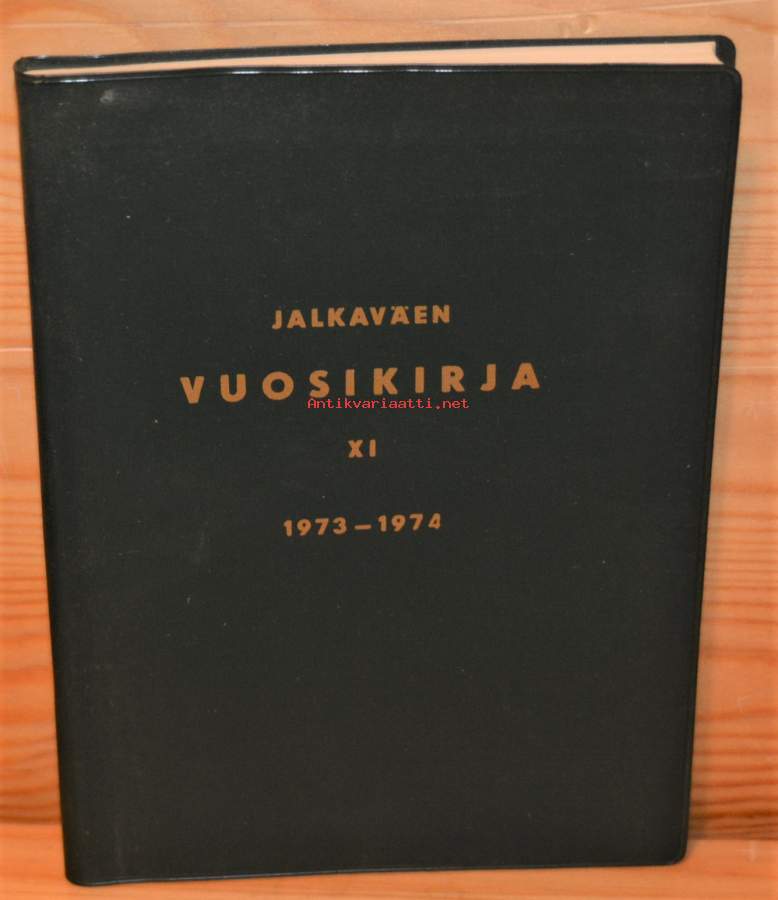 JALKAVÄEN
VUOSIKIRJA
Antikvariaatti.net
XI
1973–1974